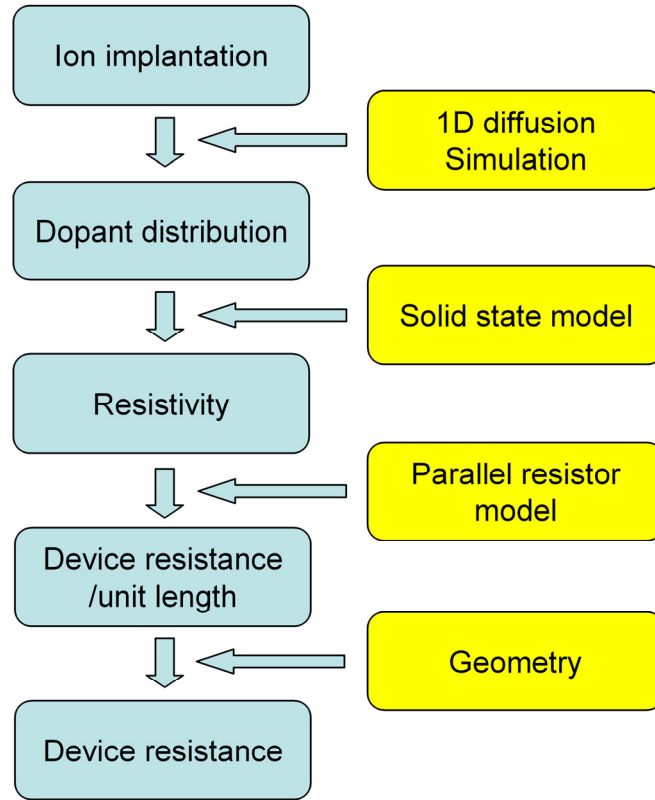 Ion implantation
1D diffusion
Simulation
Dopant distribution
Solid state model
Resistivity
Parallel resistor
model
Device resistance
/unit length
Geometry
Device resistance